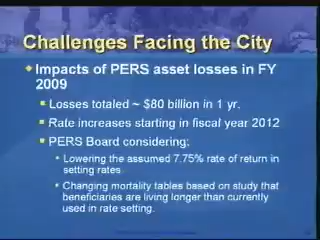 Challenges Facing the City
Impacts of PERS asset losses in FY
2009
Losses totaled ~ $80 billion in 1 yr.
Rate increases starting in fiscal year 2012
PERS Board considering:
Lowering the assumed 7.75% rate of return in
setting rates
Changing mortality tables based on study that
beneficiaries are living longer than currently
used in rate setting.